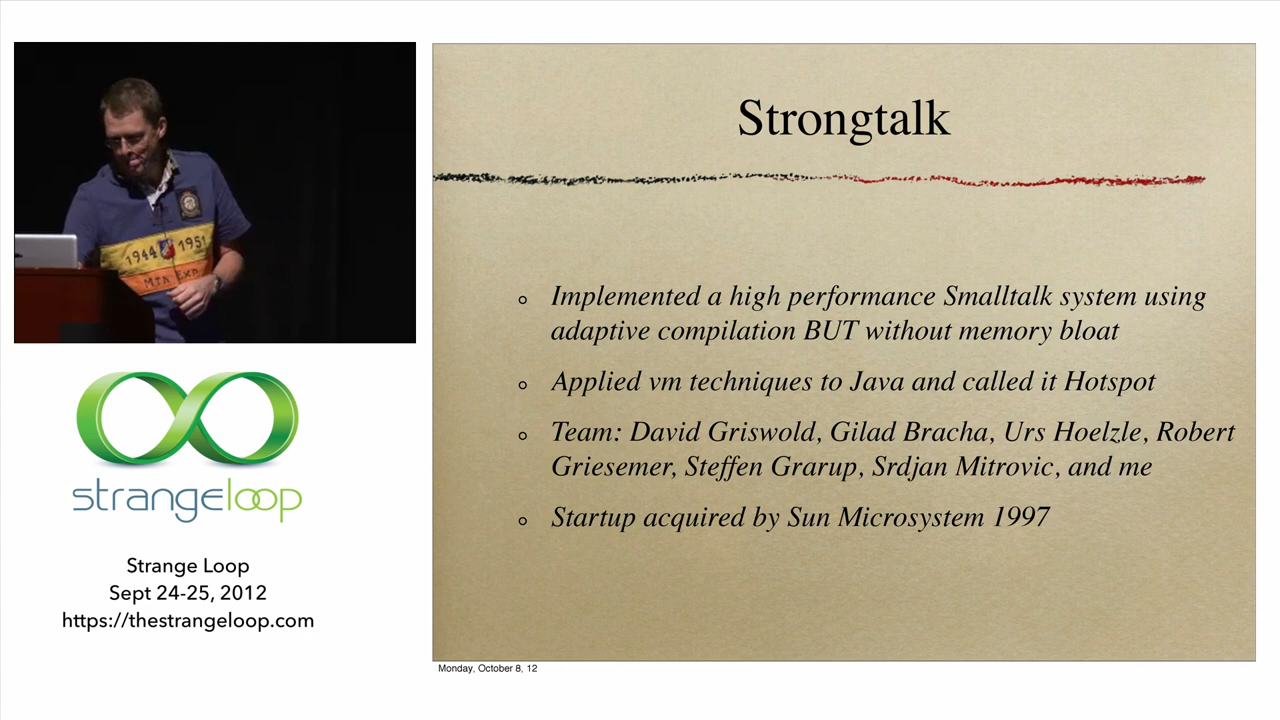 1944 1951
MTA EXP.
strangeloop
Strange Loop
Sept 24-25, 2012
https://thestrangeloop.com
Strongtalk
Implemented a high performance Smalltalk system using
adaptive compilation BUT without memory bloat
Applied vm techniques to Java and called it Hotspot
Team: David Griswold, Gilad Bracha, Urs Hoelzle, Robert
Griesemer, Steffen Grarup, Srdjan Mitrovic, and me
Startup acquired by Sun Microsystem 1997
Monday, October 8, 12